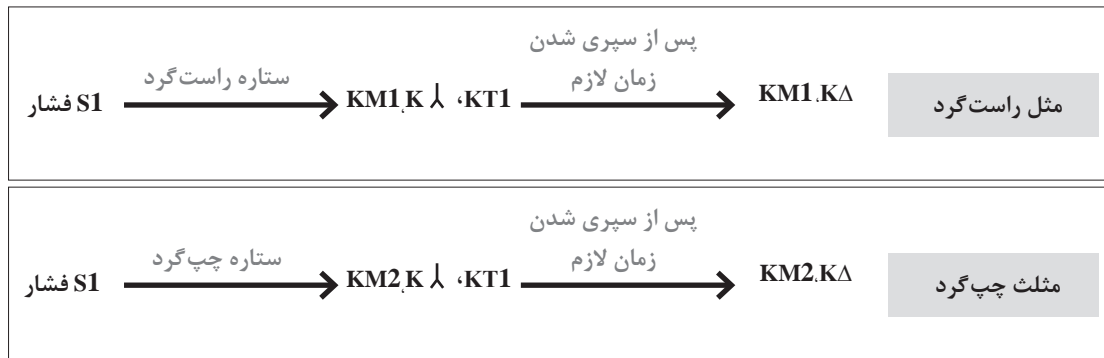 پس از سپری شدن
زمان لازم
ستاره راست‌گرد
فشار S1
KM1,K⅄ ،KT1
KM1,KΔ
مثل راست‌گرد
پس از سپری شدن
زمان لازم
ستاره چپ‌گرد
فشار S1
KM2,K⅄ ،KT1
KM2,KΔ
مثلث چپ‌گرد